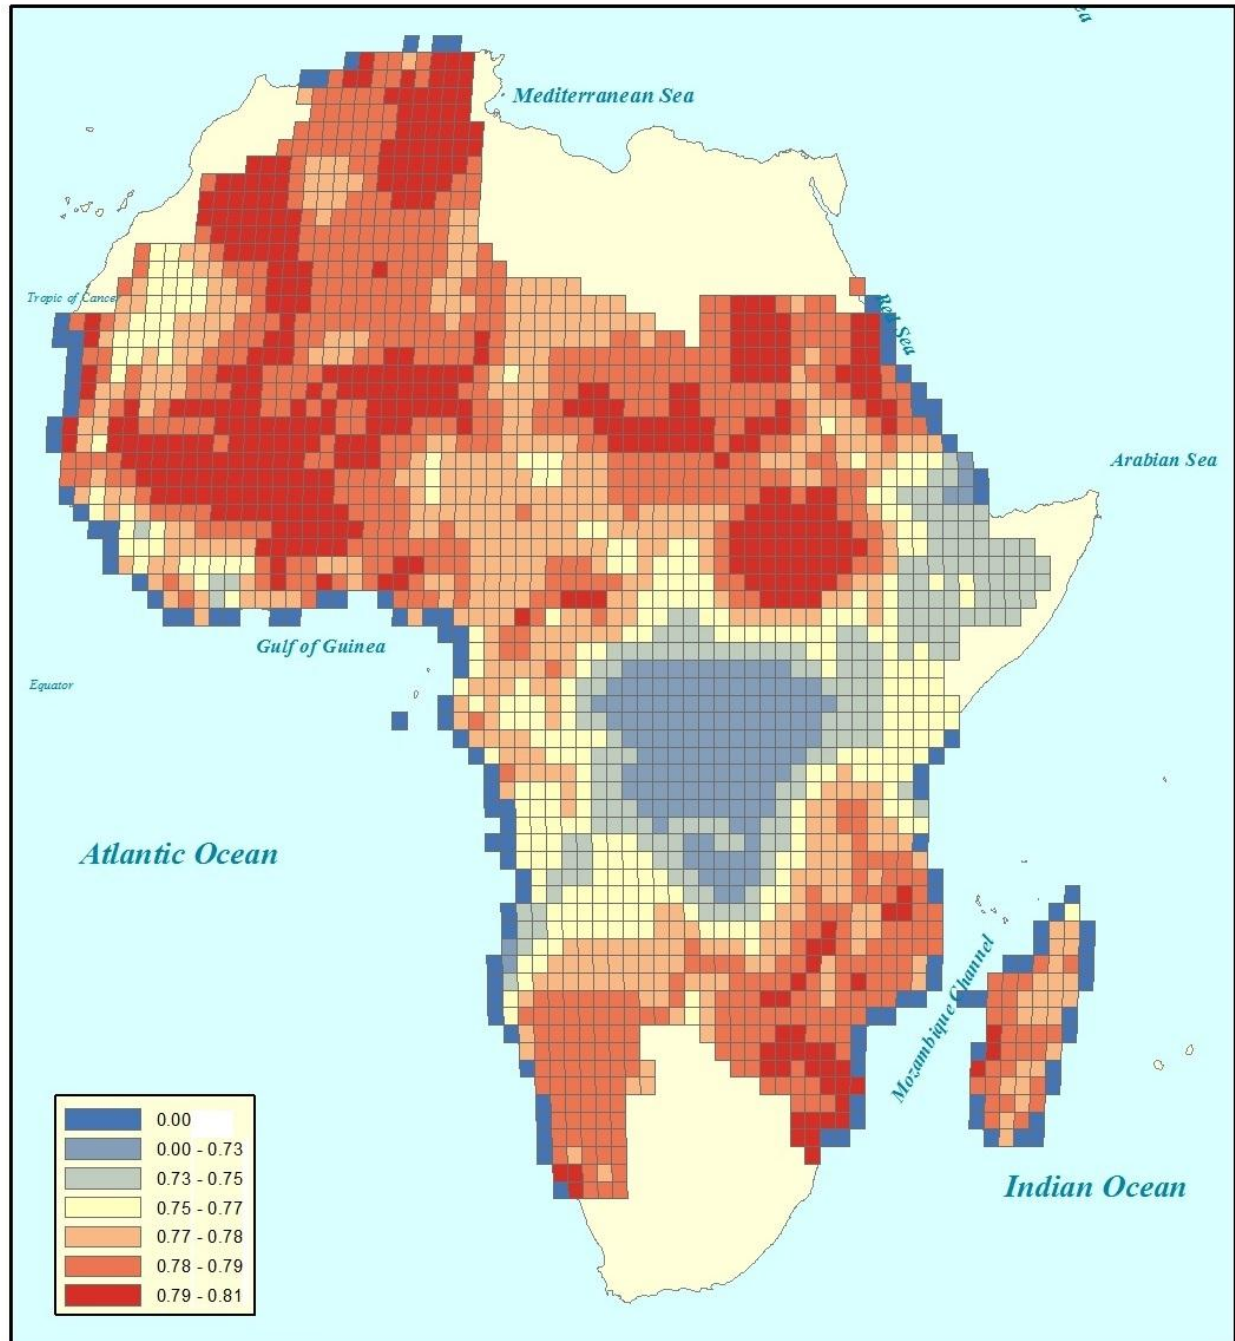 ea
Mediterranean Sea
Tropic of Cancer
Red Sea
Arabian Sea
Gulf of Guinea
Equator
Atlantic Ocean
Mozambique Channel
Indian Ocean
0.00
0.00 - 0.73
0.73 - 0.75
0.75 - 0.77
0.77 - 0.78
0.78 - 0.79
0.79 - 0.81